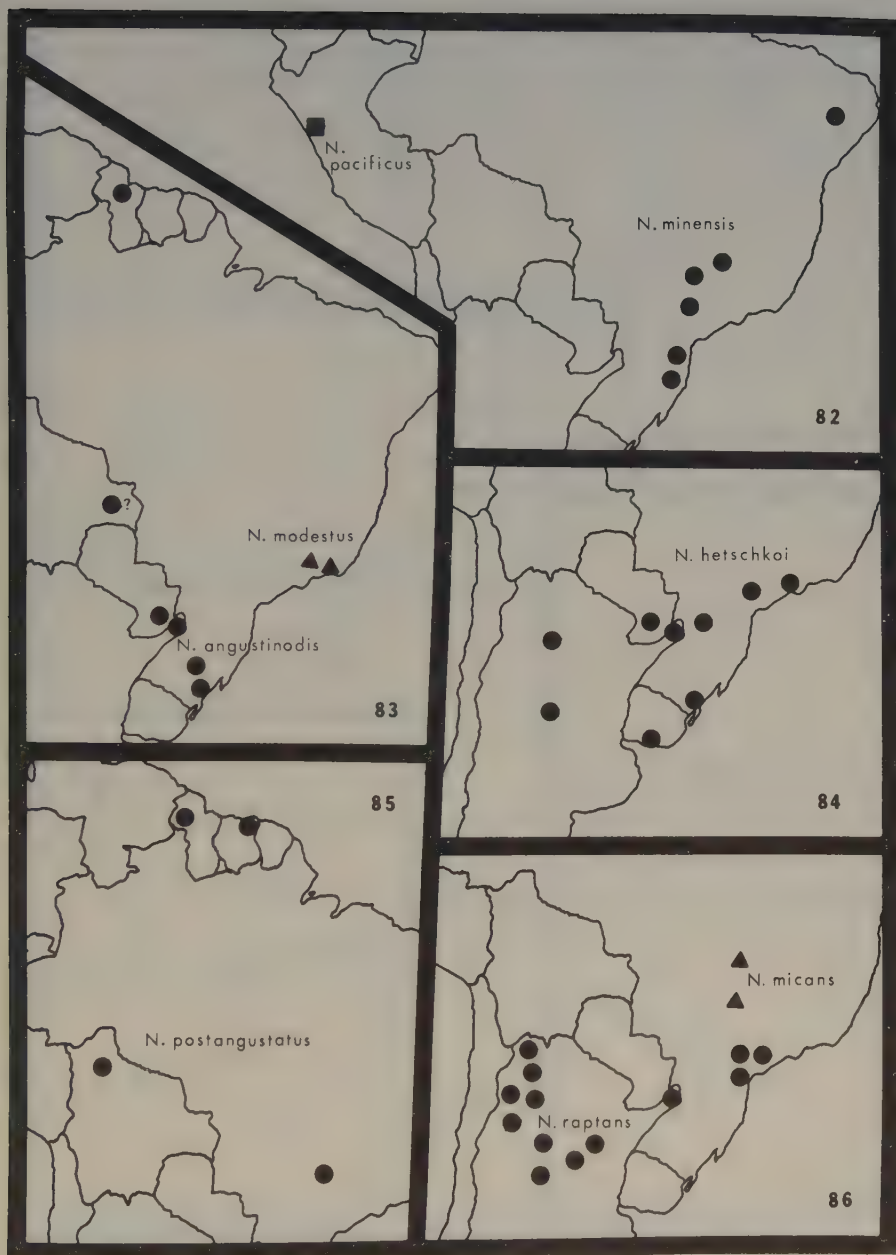 N.
pacificus
N. minensis
82
?
N. modestus
N. angustinodis
83
N. hetschkoi
84
85
N. postangustatus
N. micans
N. raptans
86